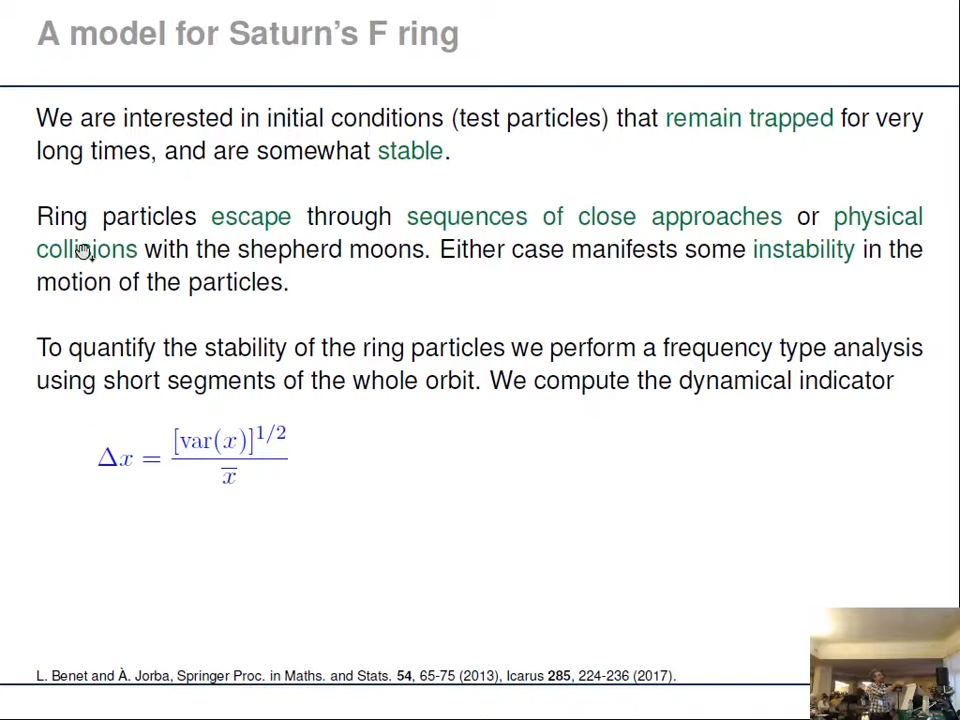 A model for Saturn's F ring
We are interested in initial conditions (test particles) that remain trapped for very
long times, and are somewhat stable.
Ring particles escape through sequences of close approaches or physical
collisions with the shepherd moons. Either case manifests some instability in the
motion of the particles.
To quantify the stability of the ring particles we perform a frequency type analysis
using short segments of the whole orbit. We compute the dynamical indicator
Δx = [var(x)]^{1/2} / x̅
L. Benet and À. Jorba, Springer Proc. in Maths. and Stats. 54, 65-75 (2013), Icarus 285, 224-236 (2017).